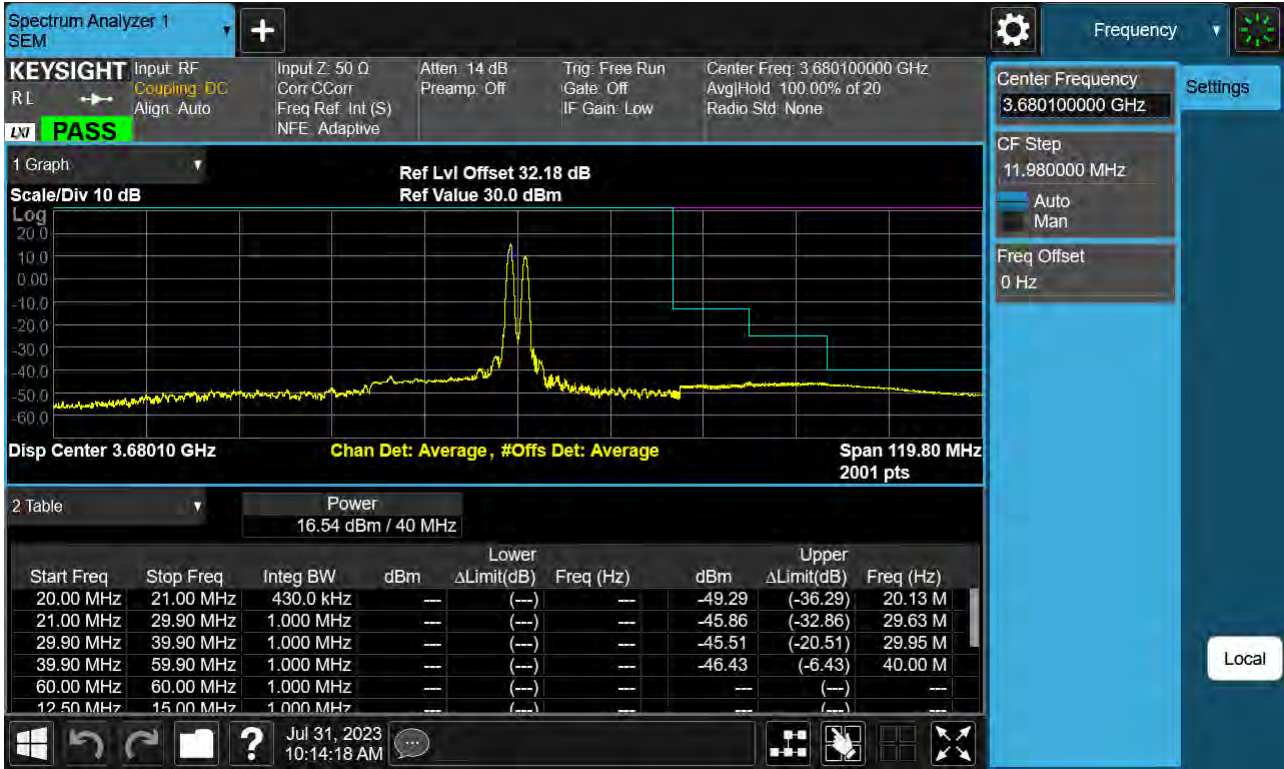 Spectrum Analyzer 1
SEM
+
Frequency
KEYSIGHT
RL
LXI
PASS
Input: RF
Coupling: DC
Align: Auto
Input Z: 50 Ω
Corr CCorr
Freq Ref: Int (S)
NFE: Adaptive
Atten: 14 dB
Preamp: Off
Trig: Free Run
Gate: Off
IF Gain: Low
Center Freq: 3.680100000 GHz
Avg|Hold: 100.00% of 20
Radio Std: None
Center Frequency
3.680100000 GHz
Settings
CF Step
11.980000 MHz
Auto
Man
Freq Offset
0 Hz
Local
1 Graph
Scale/Div 10 dB
Ref Lvl Offset 32.18 dB
Ref Value 30.0 dBm
Log
20.0
10.0
0.00
-10.0
-20.0
-30.0
-40.0
-50.0
-60.0
Disp Center 3.68010 GHz
Chan Det: Average, #Offs Det: Average
Span 119.80 MHz
2001 pts
2 Table
Power
16.54 dBm / 40 MHz
Lower Upper
Start Freq Stop Freq Integ BW dBm ΔLimit(dB) Freq (Hz) dBm ΔLimit(dB) Freq (Hz)
20.00 MHz 21.00 MHz 430.0 kHz --- (---) --- -49.29 (-36.29) 20.13 M
21.00 MHz 29.90 MHz 1.000 MHz --- (---) --- -45.86 (-32.86) 29.63 M
29.90 MHz 39.90 MHz 1.000 MHz --- (---) --- -45.51 (-20.51) 29.95 M
39.90 MHz 59.90 MHz 1.000 MHz --- (---) --- -46.43 (-6.43) 40.00 M
60.00 MHz 60.00 MHz 1.000 MHz --- (---) --- --- (---) ---
12.50 MHz 15.00 MHz 1.000 MHz --- (---) --- --- (---) ---
?
Jul 31, 2023
10:14:18 AM